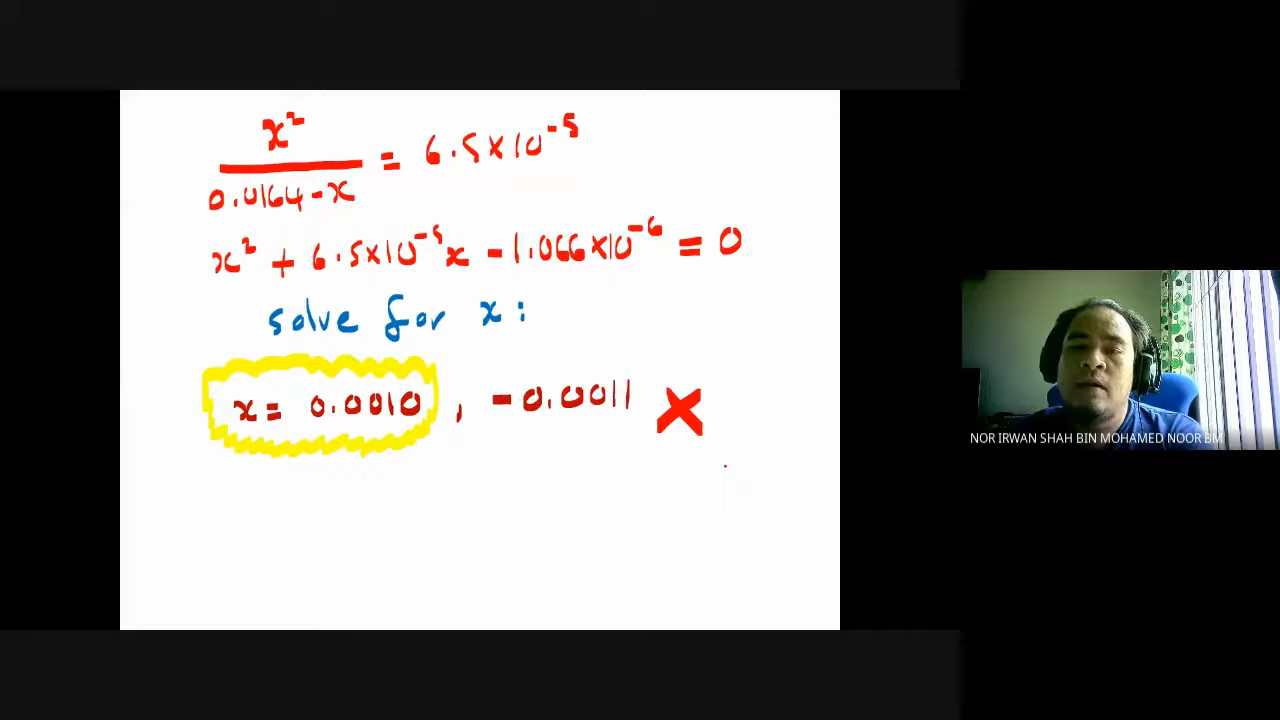 x²
0.0164-x
= 6.5×10⁻⁵
x² + 6.5×10⁻⁵x - 1.066×10⁻⁶ = 0
solve for x:
x = 0.0010 , -0.0011 ✗
NOR IRWAN SHAH BIN MOHAMED NOOR BM